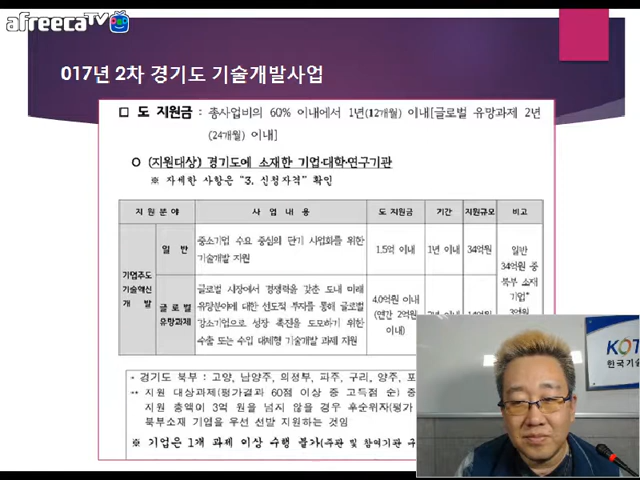 afreecaTV
017년 2차 경기도 기술개발사업
□ 도 지원금 : 총사업비의 60% 이내에서 1년(12개월) 이내[글로벌 유망과제 2년
(24개월) 이내]
○ (지원대상) 경기도에 소재한 기업·대학·연구기관
※ 자세한 사항은 “3. 신청자격” 확인
지원분야 사업내용 도 지원금 기간 지원규모 비고
기업주도 기술혁신 개발
일반
중소기업 수요 중심의 단기 사업화를 위한
기술개발 지원
1.5억 이내 1년 이내 34억원
글로벌 유망과제
글로벌 시장에서 경쟁력을 갖춘 도내 미래
유망분야에 대한 선도적 투자를 통해 글로벌
강소기업으로 성장 촉진을 도모하기 위한
수출 또는 수입 대체형 기술개발 과제 지원
4.0억원 이내
(연간 2억원
이내)
일반
34억원 중
북부 소재
기업*
* 경기도 북부 : 고양, 남양주, 의정부, 파주, 구리, 양주, 포
** 지원 대상과제(평가결과 60점 이상 중 고득점 순) 중
지원 총액이 3억 원을 넘지 않을 경우 후순위자(평가
북부소재 기업을 우선 선발 지원하는 것임
※ 기업은 1개 과제 이상 수행 불가(주관 및 참여기관 구
KOT
한국기술